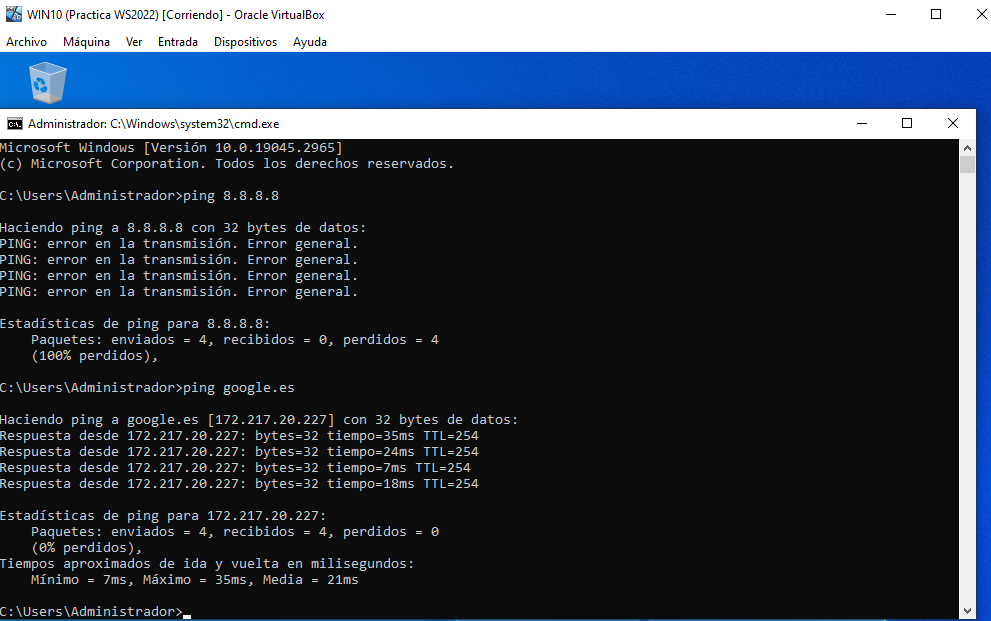 WIN10 (Practica WS2022) [Corriendo] - Oracle VirtualBox
Archivo Máquina Ver Entrada Dispositivos Ayuda
Administrador: C:\Windows\system32\cmd.exe
Microsoft Windows [Versión 10.0.19045.2965]
(c) Microsoft Corporation. Todos los derechos reservados.
C:\Users\Administrador>ping 8.8.8.8
Haciendo ping a 8.8.8.8 con 32 bytes de datos:
PING: error en la transmisión. Error general.
PING: error en la transmisión. Error general.
PING: error en la transmisión. Error general.
PING: error en la transmisión. Error general.
Estadísticas de ping para 8.8.8.8:
Paquetes: enviados = 4, recibidos = 0, perdidos = 4
(100% perdidos),
C:\Users\Administrador>ping google.es
Haciendo ping a google.es [172.217.20.227] con 32 bytes de datos:
Respuesta desde 172.217.20.227: bytes=32 tiempo=35ms TTL=254
Respuesta desde 172.217.20.227: bytes=32 tiempo=24ms TTL=254
Respuesta desde 172.217.20.227: bytes=32 tiempo=7ms TTL=254
Respuesta desde 172.217.20.227: bytes=32 tiempo=18ms TTL=254
Estadísticas de ping para 172.217.20.227:
Paquetes: enviados = 4, recibidos = 4, perdidos = 0
(0% perdidos),
Tiempos aproximados de ida y vuelta en milisegundos:
Mínimo = 7ms, Máximo = 35ms, Media = 21ms
C:\Users\Administrador>